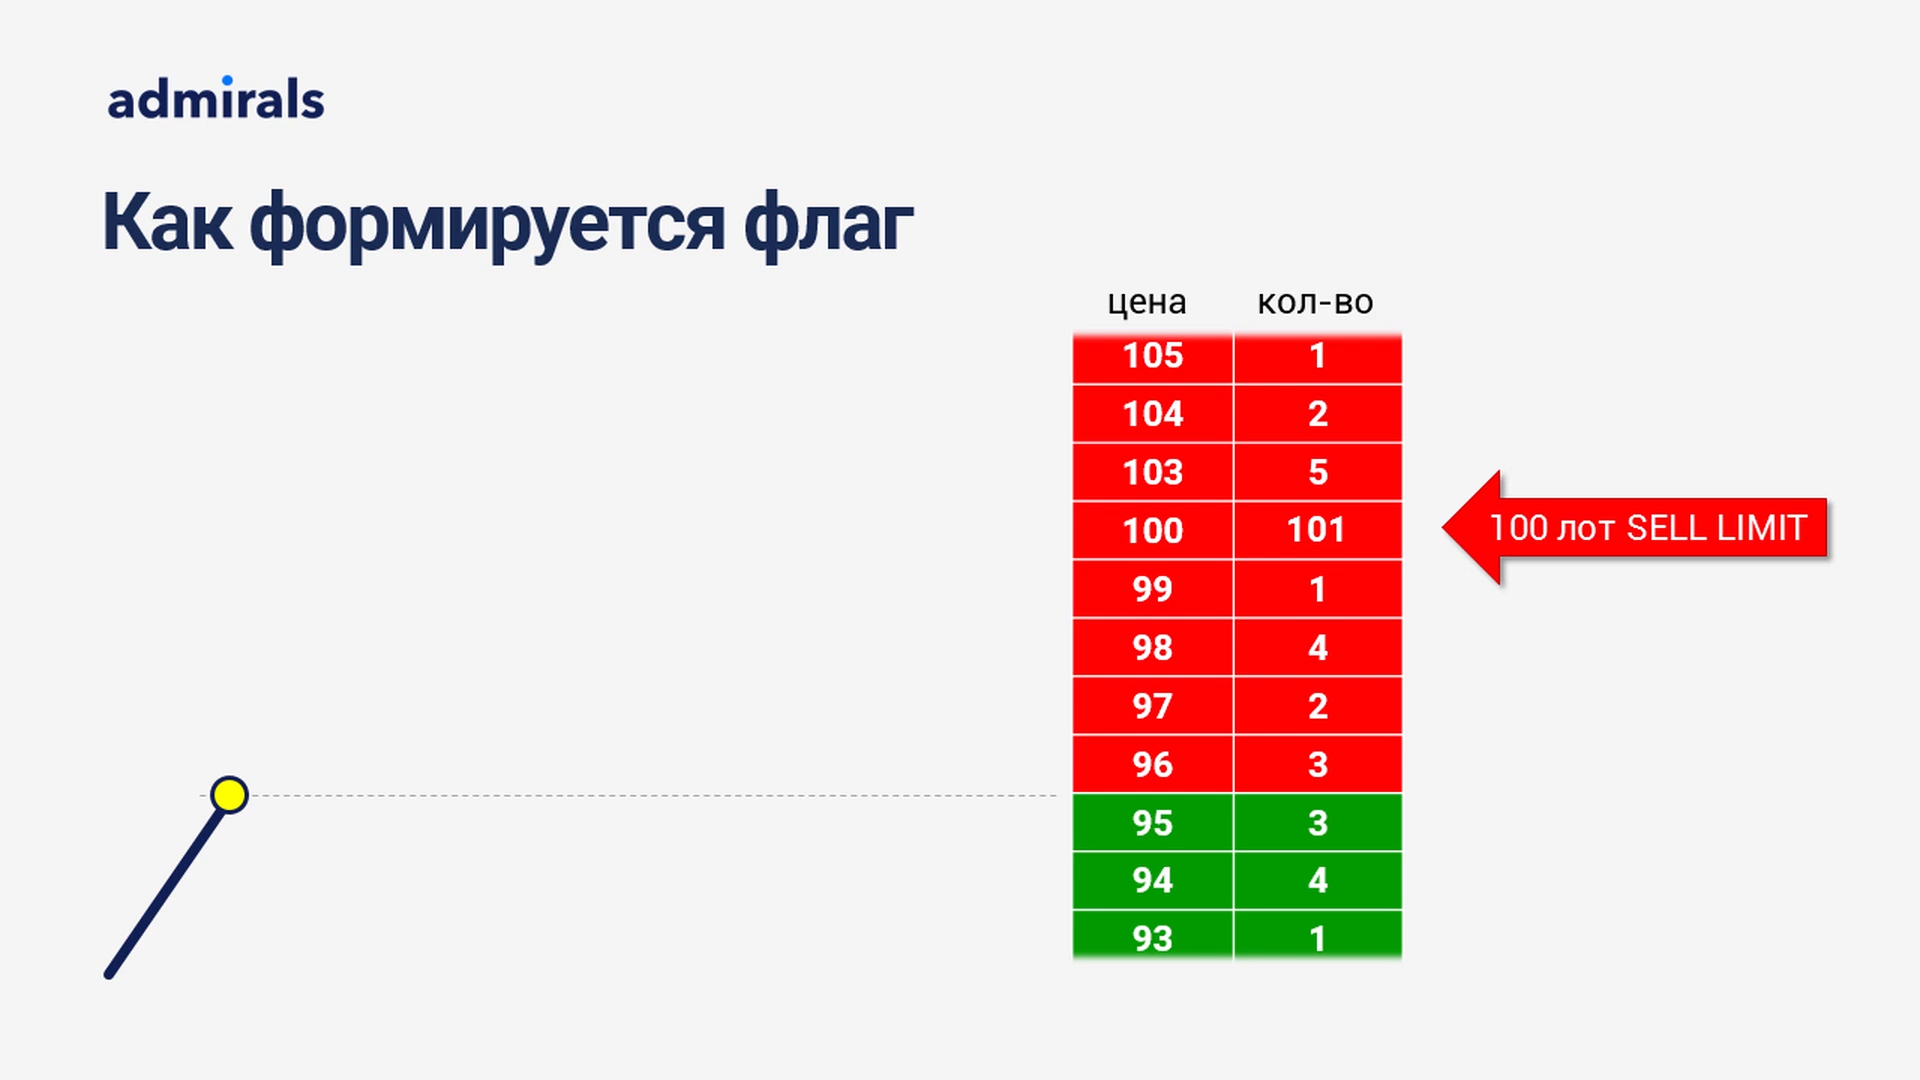 admirals
Как формируется флаг
цена кол-во
105 1
104 2
103 5
100 101
99 1
98 4
97 2
96 3
95 3
94 4
93 1
100 лот SELL LIMIT